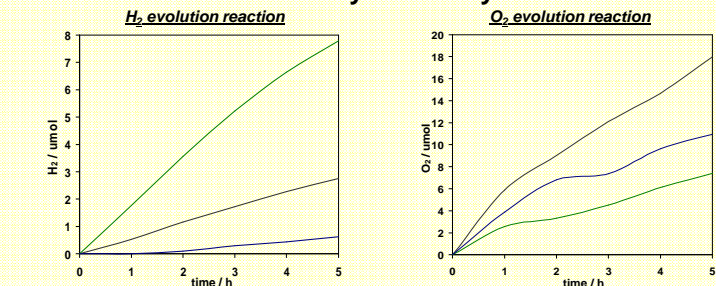 H2 evolution reaction
O2 evolution reaction
8
7
6
5
4
3
2
1
0
H2 / umol
0 1 2 3 4 5
time / h
20
18
16
14
12
10
8
6
4
2
0
O2 / umol
0 1 2 3 4 5
time / h